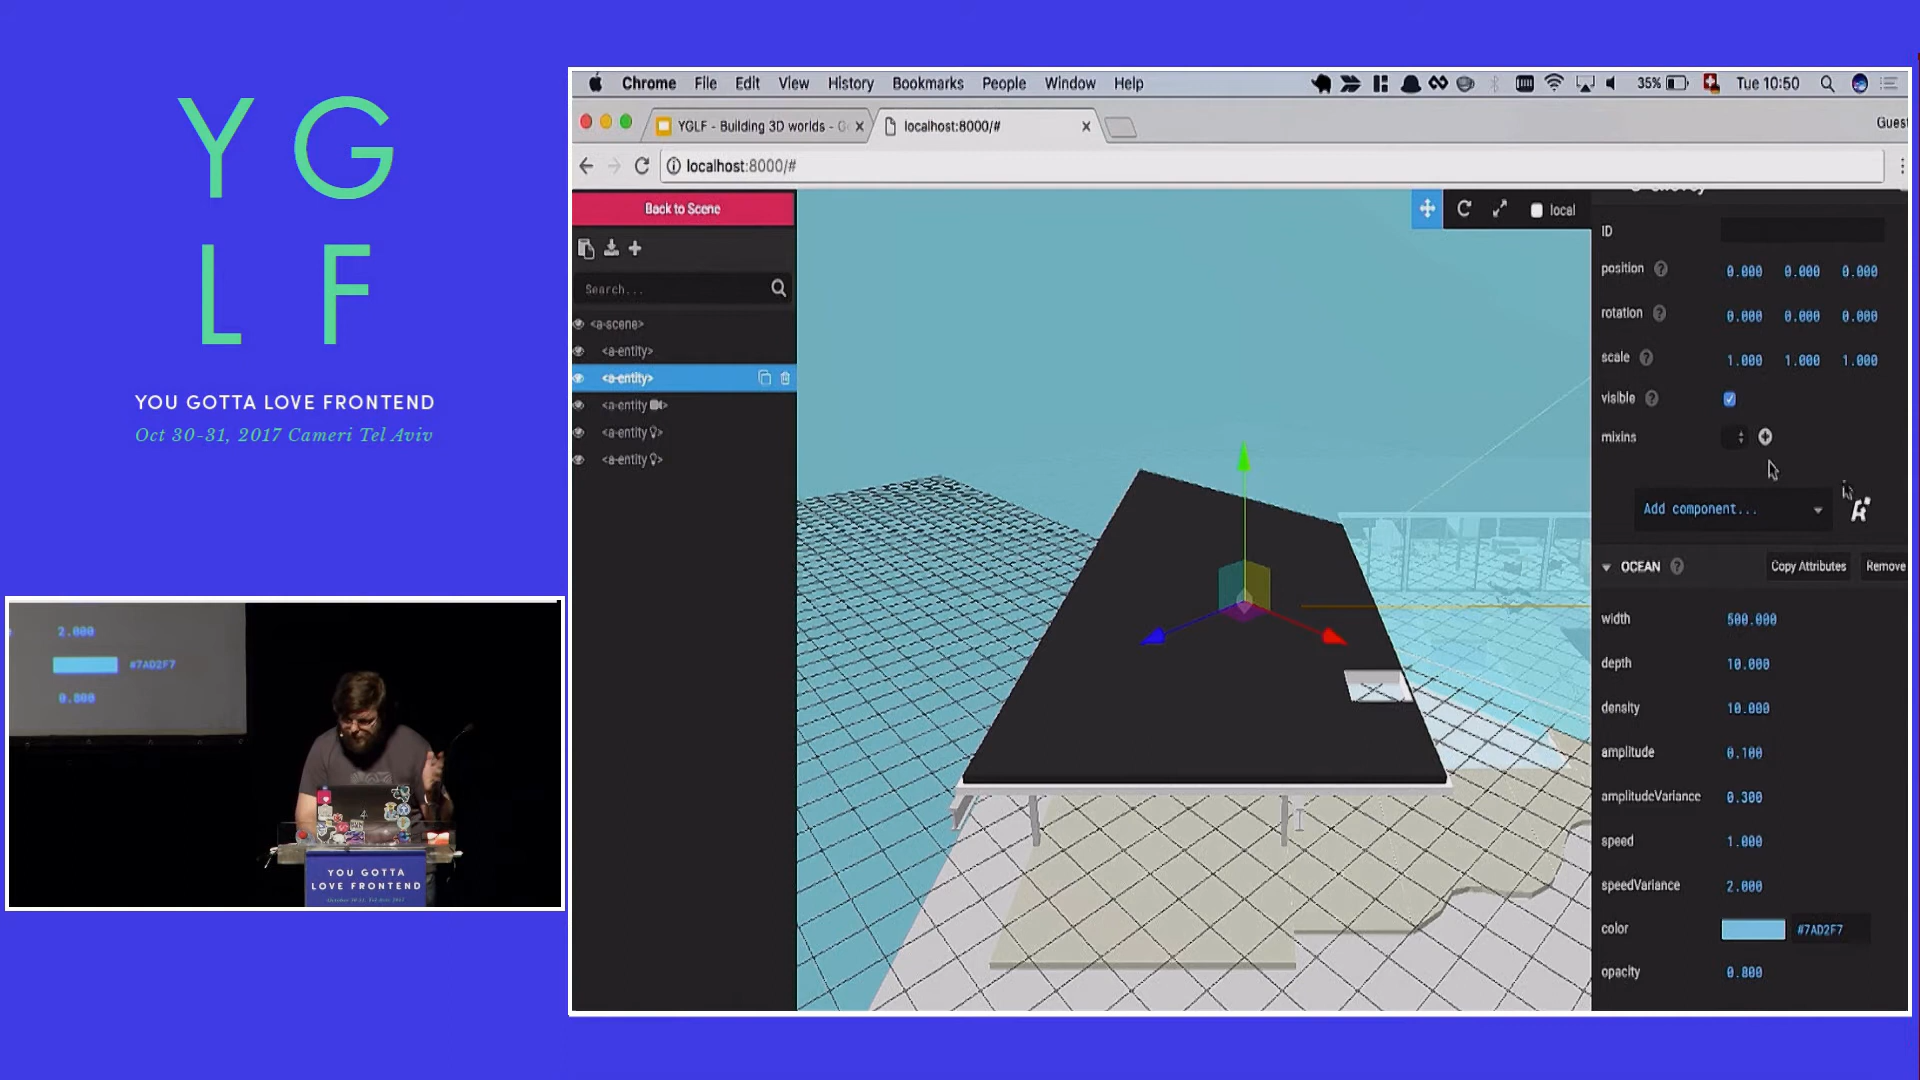 Y G
L F
YOU GOTTA LOVE FRONTEND
Oct 30-31, 2017 Cameri Tel Aviv
2.000
#7AD2F7
0.800
YOU GOTTA
LOVE FRONTEND
Chrome File Edit View History Bookmarks People Window Help
35% Tue 10:50
YGLF - Building 3D worlds - G
localhost:8000/#
Guest
localhost:8000/#
Back to Scene
Search...
<a-scene>
<a-entity>
<a-entity>
<a-entity >
<a-entity >
<a-entity >
local
ID
position 0.000 0.000 0.000
rotation 0.000 0.000 0.000
scale 1.000 1.000 1.000
visible
mixins
Add component...
OCEAN Copy Attributes Remove
width 500.000
depth 10.000
density 10.000
amplitude 0.100
amplitudeVariance 0.300
speed 1.000
speedVariance 2.000
color #7AD2F7
opacity 0.800